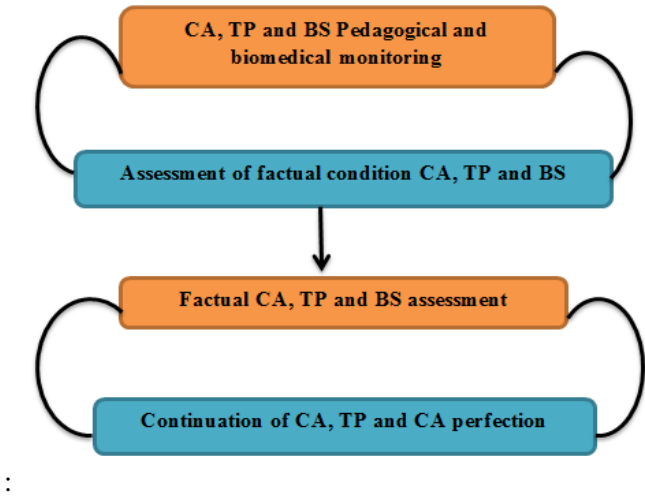 CA, TP and BS Pedagogical and
biomedical monitoring
Assessment of factual condition CA, TP and BS
Factual CA, TP and BS assessment
Continuation of CA, TP and CA perfection
: